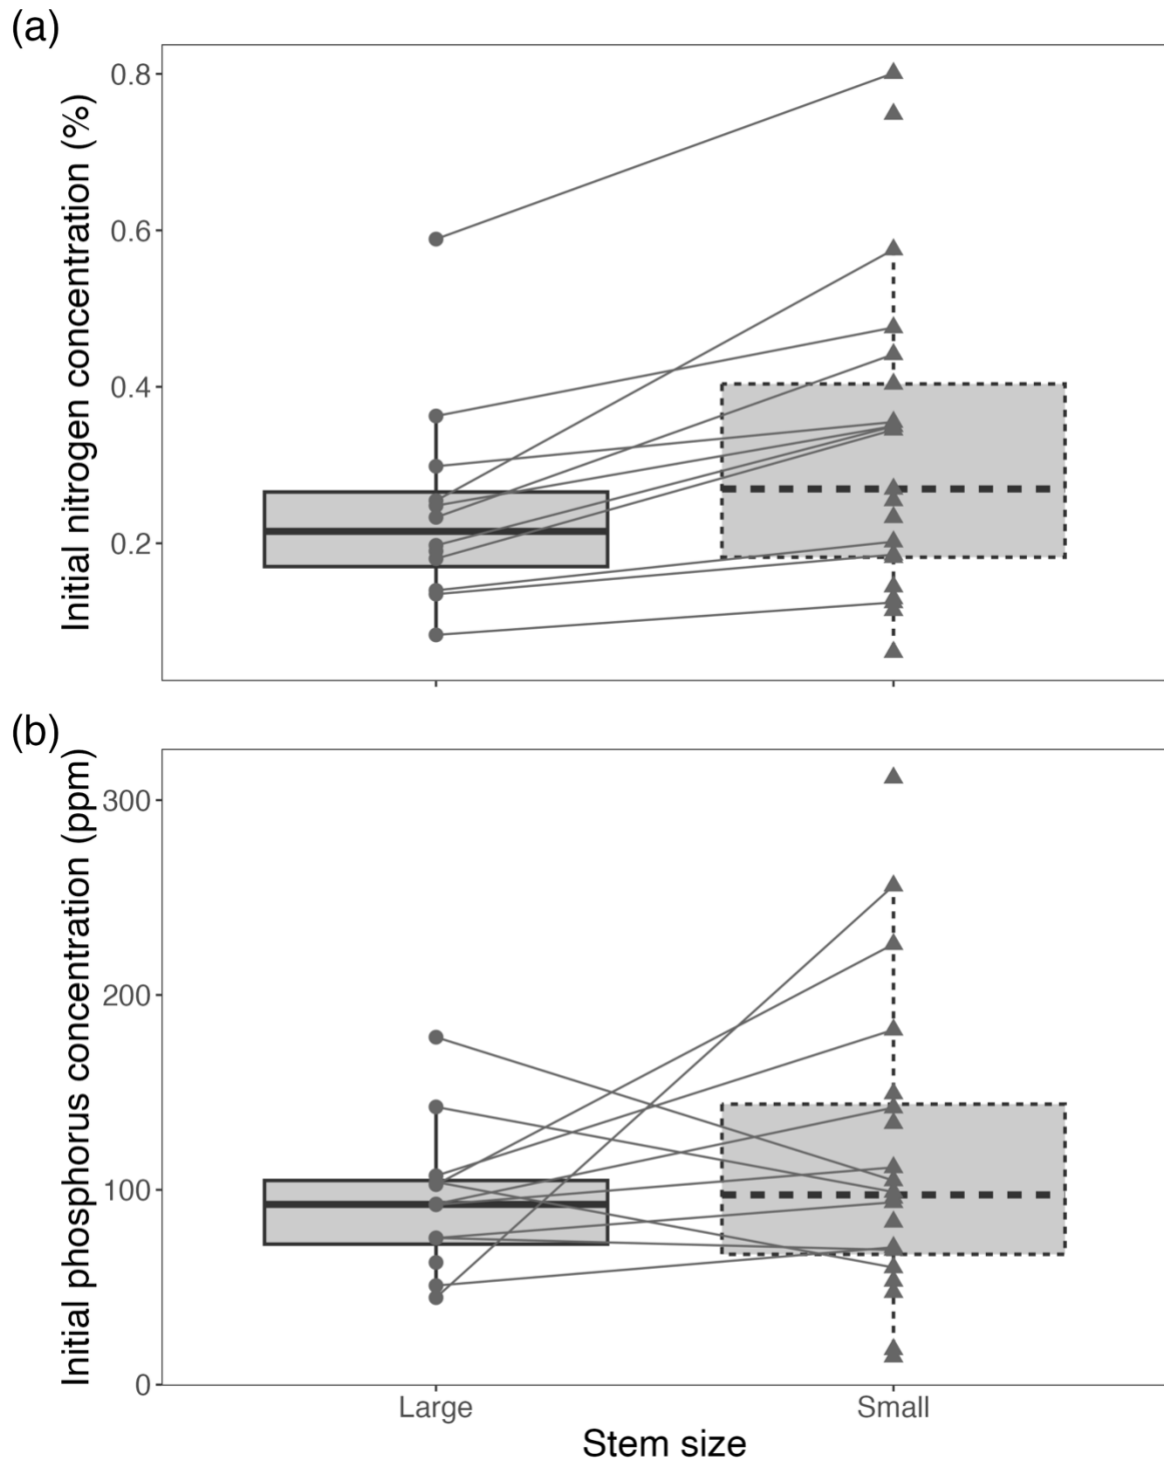 (a)
Initial nitrogen concentration (%)
0.8
0.6
0.4
0.2
(b)
Initial phosphorus concentration (ppm)
300
200
100
0
Large
Small
Stem size